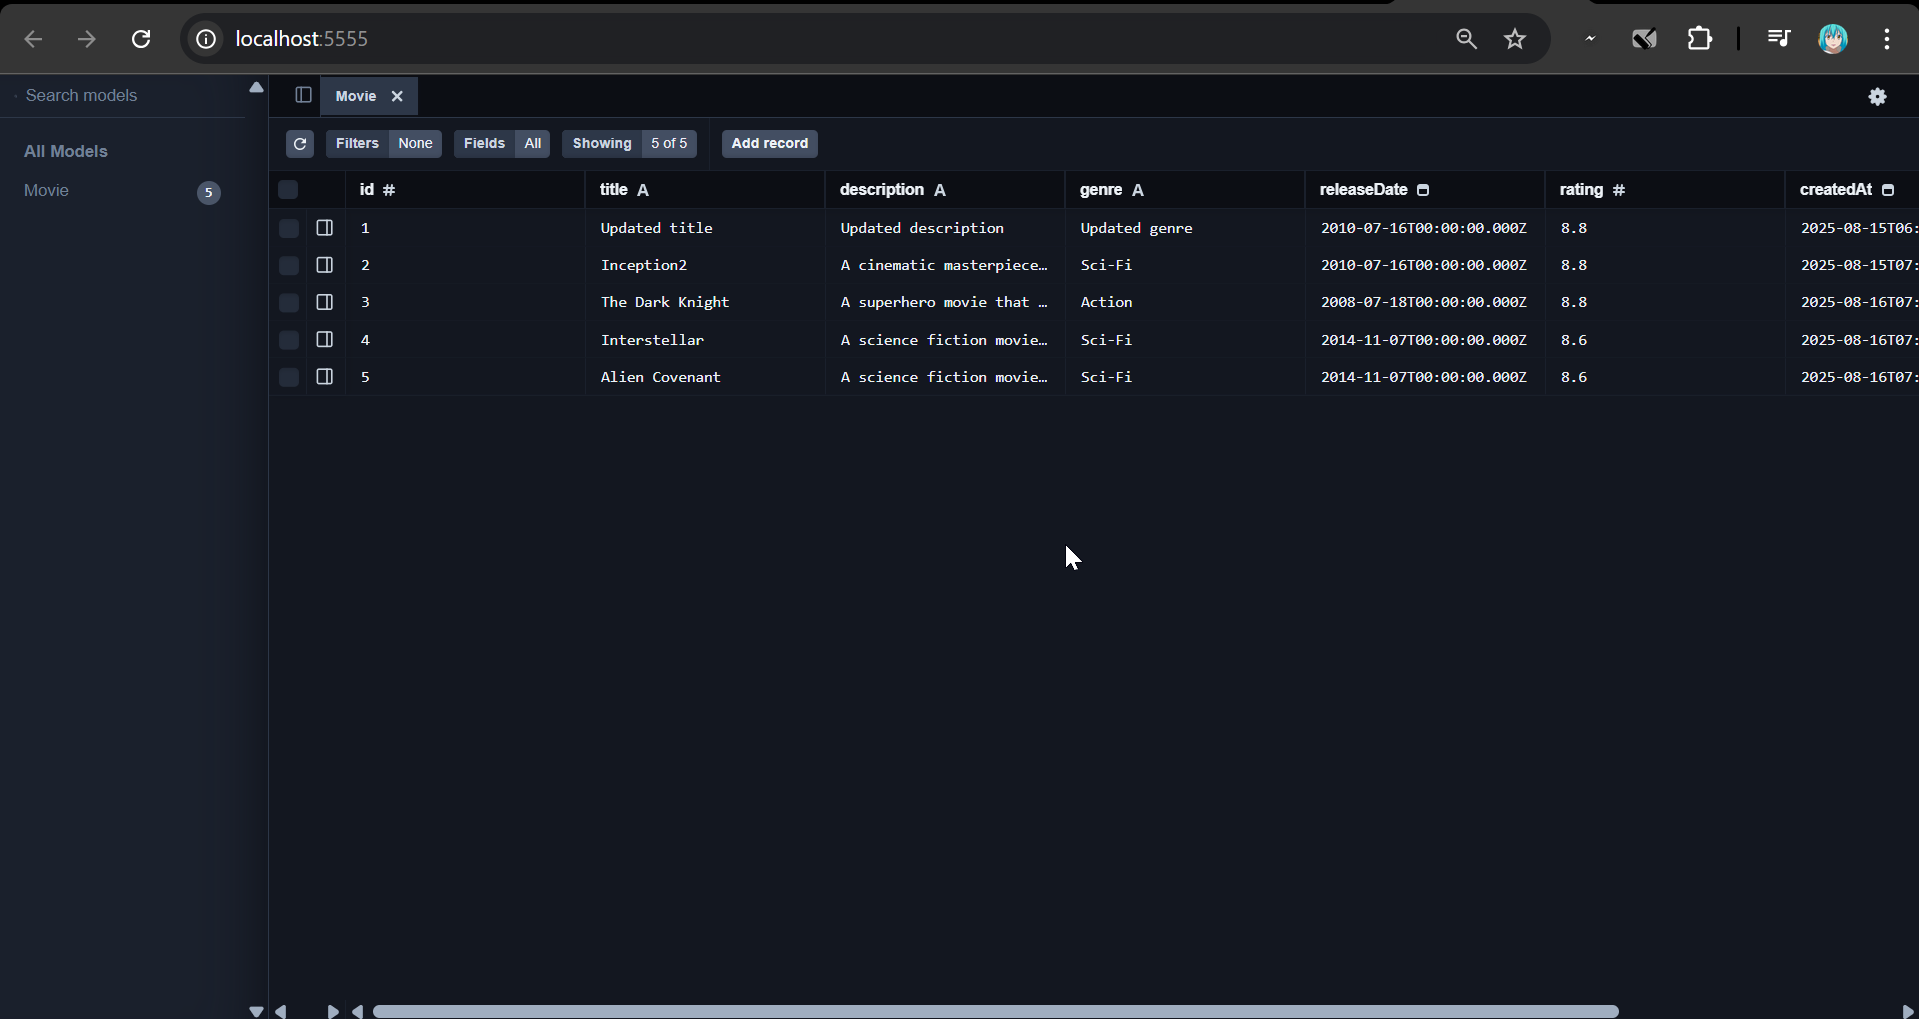 localhost:5555
Search models
All Models
Movie 5
Movie
Filters None Fields All Showing 5 of 5 Add record
id # title A description A genre A releaseDate rating # createdAt
1 Updated title Updated description Updated genre 2010-07-16T00:00:00.000Z 8.8 2025-08-15T06:
2 Inception2 A cinematic masterpiece… Sci-Fi 2010-07-16T00:00:00.000Z 8.8 2025-08-15T07:
3 The Dark Knight A superhero movie that … Action 2008-07-18T00:00:00.000Z 8.8 2025-08-16T07:
4 Interstellar A science fiction movie… Sci-Fi 2014-11-07T00:00:00.000Z 8.6 2025-08-16T07:
5 Alien Covenant A science fiction movie… Sci-Fi 2014-11-07T00:00:00.000Z 8.6 2025-08-16T07: